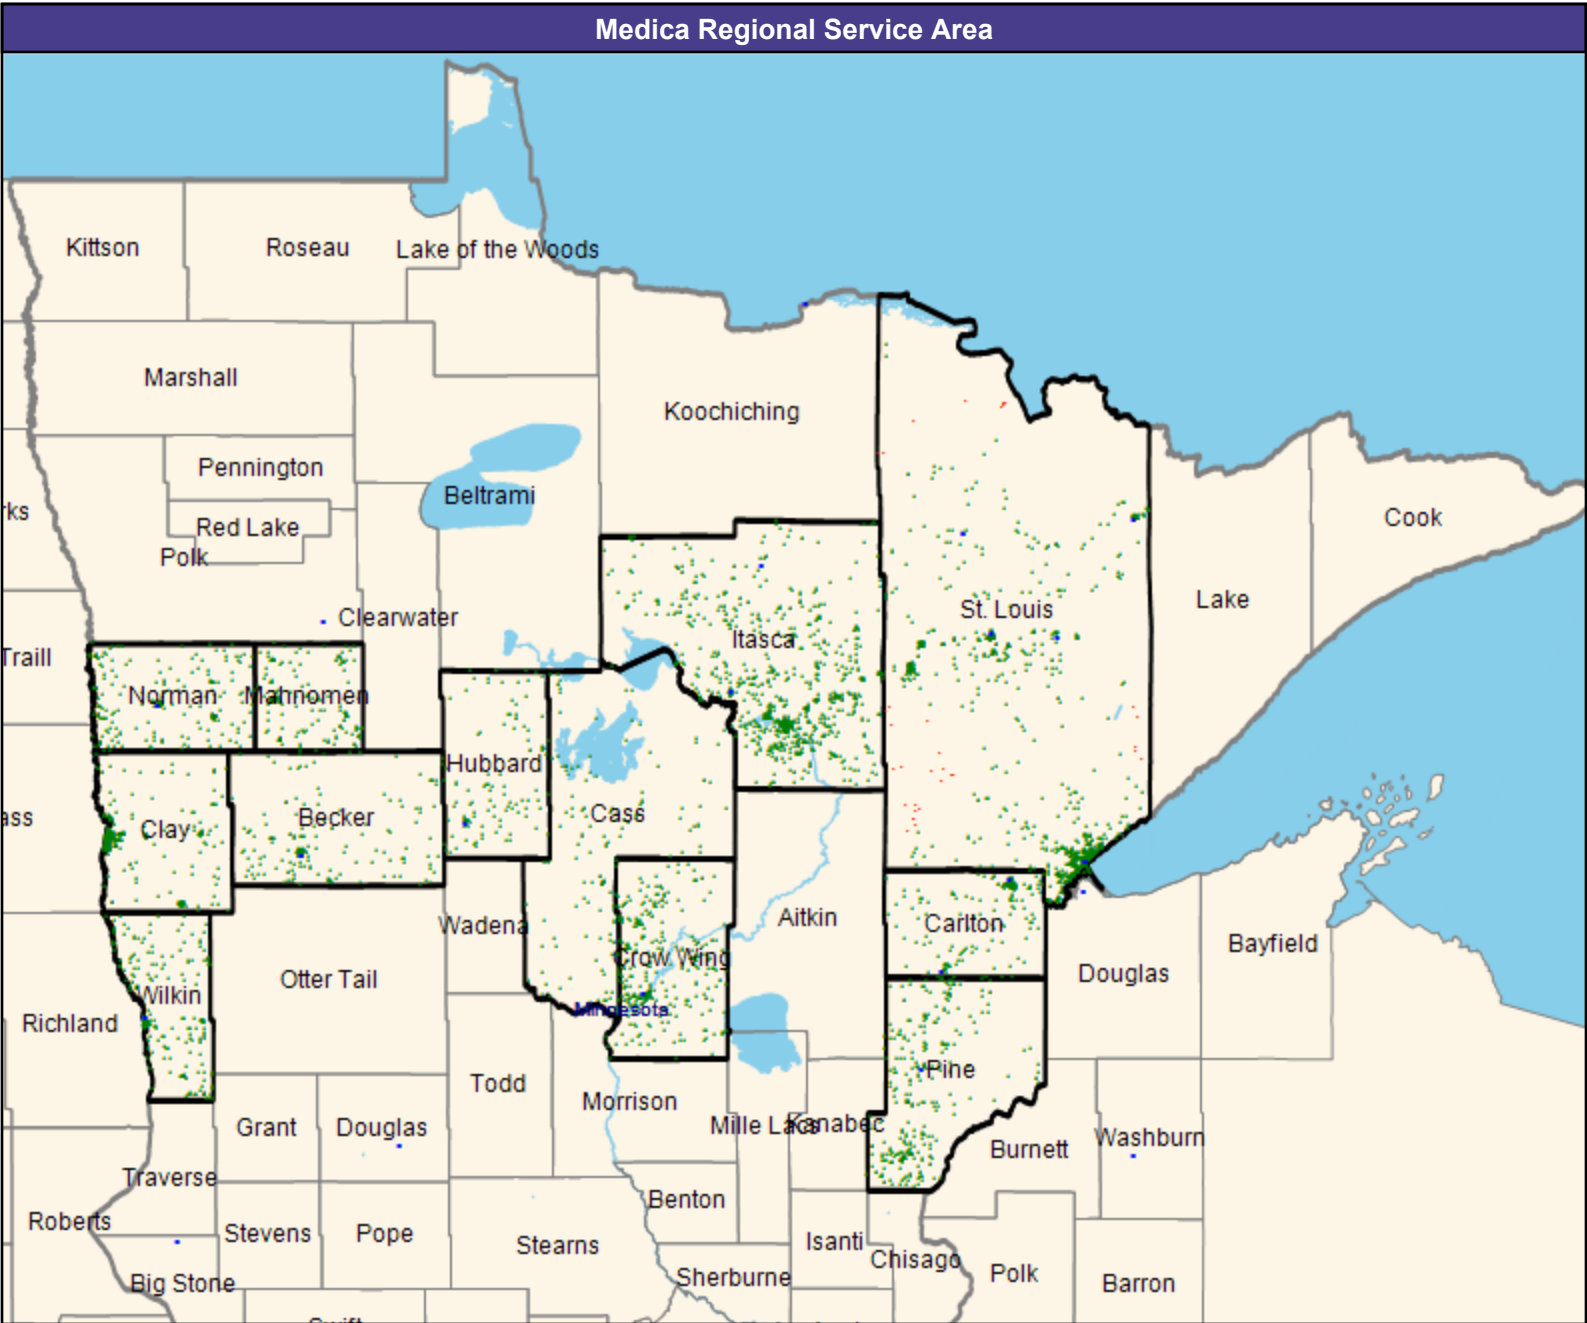 Medica Regional Service Area
Kittson
Roseau
Lake of the Woods
Marshall
Koochiching
Pennington
Beltrami
rks
Red Lake
Cook
Polk
Lake
St. Louis
Clearwater
Itasca
Traill
Norman
Mahnomen
Hubbard
Cass
ass
Clay
Becker
Aitkin
Carlton
Wadena
Bayfield
Crow Wing
Douglas
Otter Tail
Wilkin
Minnesota
Richland
Pine
Todd
Morrison
Mille Lacs
Kanabec
Grant
Douglas
Washburn
Burnett
Traverse
Benton
Roberts
Stevens
Pope
Stearns
Isanti
Chisago
Polk
Sherburne
Big Stone
Barron